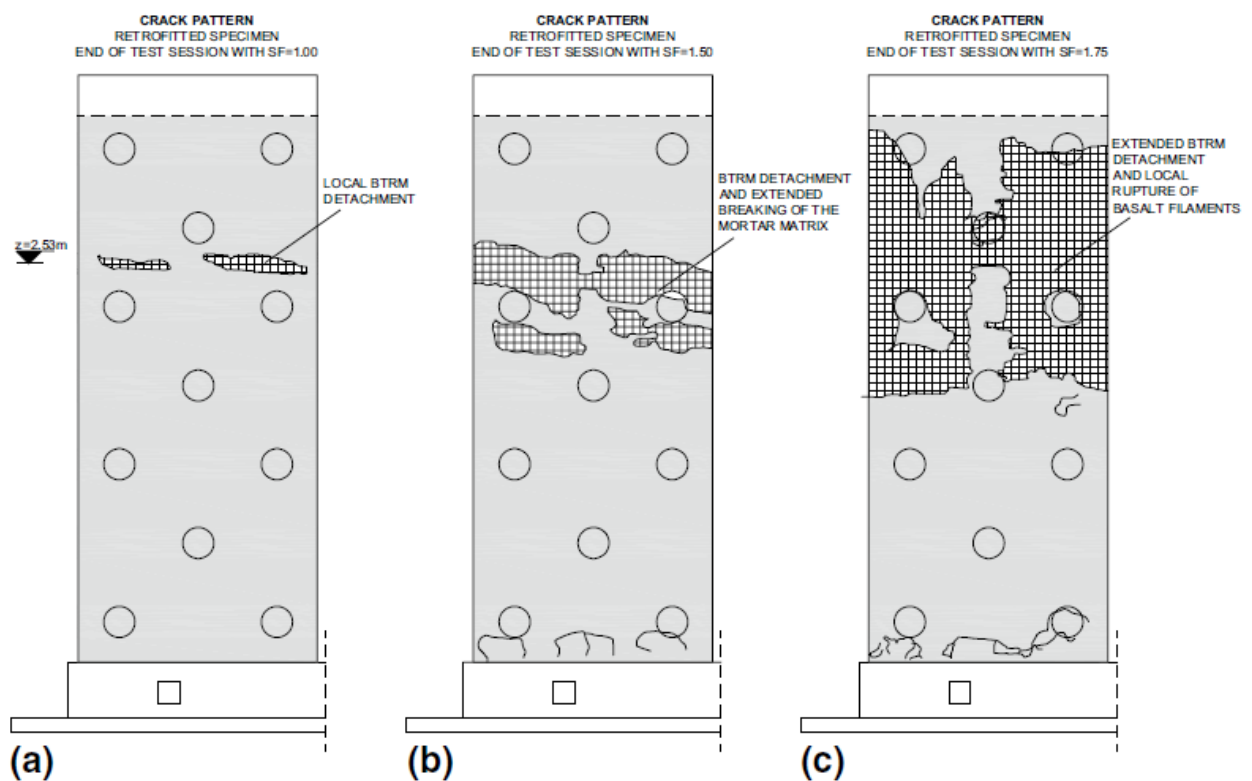 CRACK PATTERN
RETROFITTED SPECIMEN
END OF TEST SESSION WITH SF=1.00
CRACK PATTERN
RETROFITTED SPECIMEN
END OF TEST SESSION WITH SF=1.50
CRACK PATTERN
RETROFITTED SPECIMEN
END OF TEST SESSION WITH SF=1.75
z=2.53m
LOCAL BTRM
DETACHMENT
BTRM DETACHMENT
AND EXTENDED
BREAKING OF THE
MORTAR MATRIX
EXTENDED BTRM
DETACHMENT
AND LOCAL
RUPTURE OF
BASALT FILAMENTS
(a)
(b)
(c)